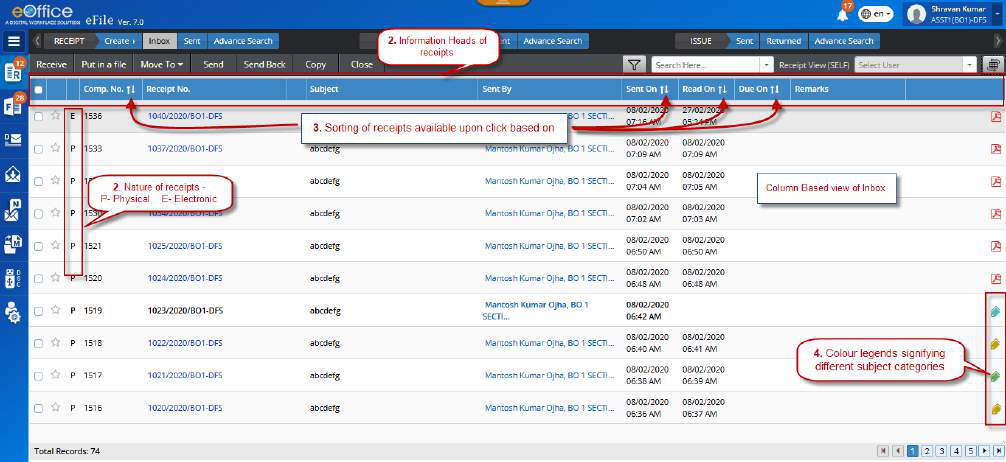 eOffice
A DIGITAL WORKPLACE SOLUTION
eFile Ver. 7.0
17
en
Shravan Kumar
ASST1(BO1)-DFS
RECEIPT Create Inbox Sent Advance Search
Sent Advance Search
ISSUE Sent Returned Advance Search
2. Information Heads of
receipts
Receive Put in a file Move To Send Send Back Copy Close
Search Here... Receipt View (SELF) Select User
12
28
Comp. No. Receipt No. Subject Sent By Sent On Read On Due On Remarks
E 1536 1040/2020/BO1-DFS BO 1 SECTI... 08/02/2020 07:16 AM 27/02/2020
3. Sorting of receipts available upon click based on
P 1533 1037/2020/BO1-DFS abcdefg Mantosh Kumar Ojha, BO 1 SECTI... 08/02/2020 07:09 AM 08/02/2020 07:09 AM
P abcdefg Mantosh Kumar Ojha, BO 1 SECTI... 08/02/2020 07:04 AM 08/02/2020 07:05 AM
2. Nature of receipts -
P- Physical E- Electronic
Column Based view of Inbox
abcdefg Mantosh Kumar Ojha, BO 1 SECTI... 08/02/2020 07:02 AM 08/02/2020 07:03 AM
P 1521 1025/2020/BO1-DFS abcdefg Mantosh Kumar Ojha, BO 1 SECTI... 08/02/2020 06:50 AM 08/02/2020 06:50 AM
P 1520 1024/2020/BO1-DFS abcdefg Mantosh Kumar Ojha, BO 1 SECTI... 08/02/2020 06:48 AM 08/02/2020 06:48 AM
P 1519 1023/2020/BO1-DFS abcdefg Mantosh Kumar Ojha, BO 1 SECTI... 08/02/2020 06:42 AM
P 1518 1022/2020/BO1-DFS abcdefg Mantosh Kumar Ojha, BO 1 SECTI... 08/02/2020 06:40 AM 08/02/2020 06:41 AM
4. Colour legends signifying
different subject categories
P 1517 1021/2020/BO1-DFS abcdefg Mantosh Kumar Ojha, BO 1 SECTI... 08/02/2020 06:38 AM 08/02/2020 06:39 AM
P 1516 1020/2020/BO1-DFS abcdefg Mantosh Kumar Ojha, BO 1 SECTI... 08/02/2020 06:36 AM 08/02/2020 06:37 AM
Total Records: 74
1 2 3 4 5